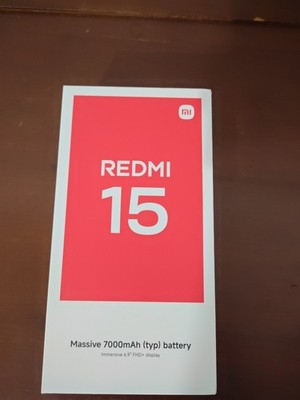 mi
REDMI
15
Massive 7000mAh (typ) battery
Immersive 6.9" FHD+ display